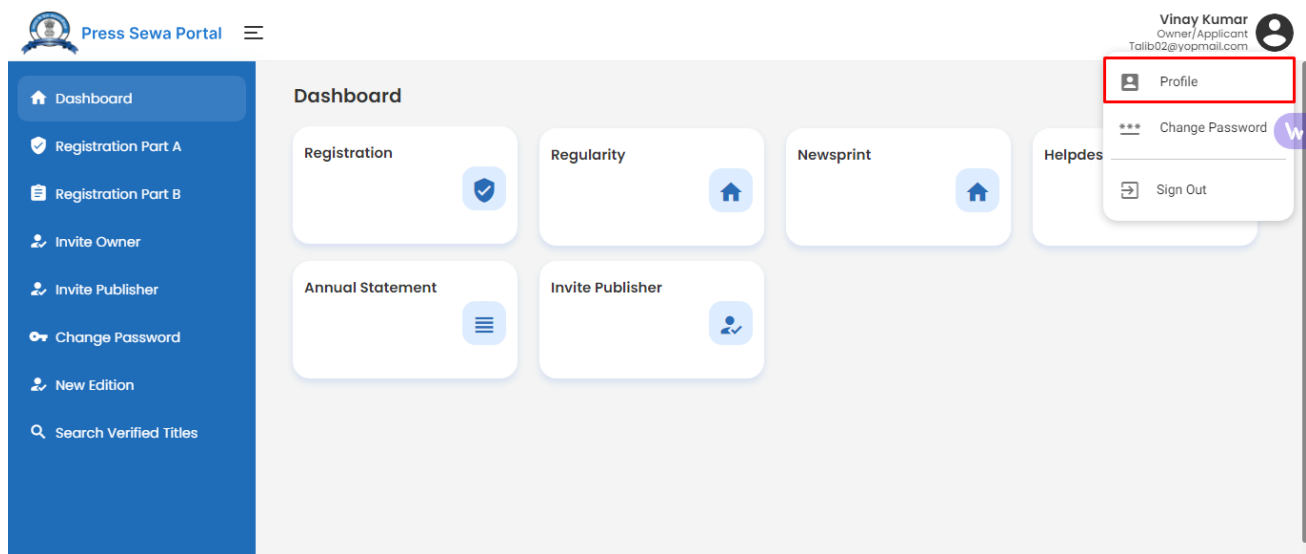 Press Sewa Portal
Vinay Kumar
Owner/Applicant
Talib02@yopmail.com
Profile
*** Change Password
Sign Out
Dashboard
Registration Part A
Registration Part B
Invite Owner
Invite Publisher
Change Password
New Edition
Search Verified Titles
Dashboard
Registration
Regularity
Newsprint
Helpdes
Annual Statement
Invite Publisher